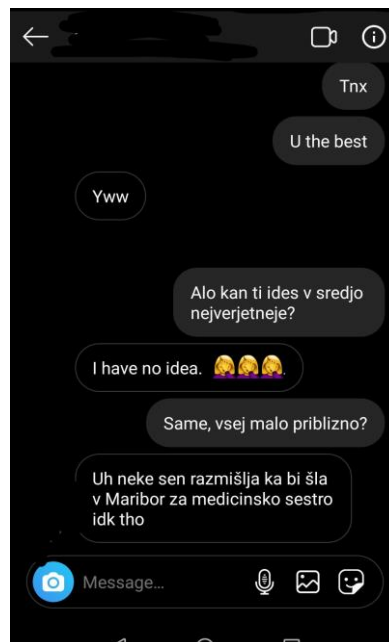 Tnx
U the best
Yww
Alo kan ti ides v sredjo
nejverjetneje?
I have no idea. 🤦‍♀️🤦‍♀️🤦‍♀️
Same, vsej malo priblizno?
Uh neke sen razmišlja ka bi šla
v Maribor za medicinsko sestro
idk tho
Message...